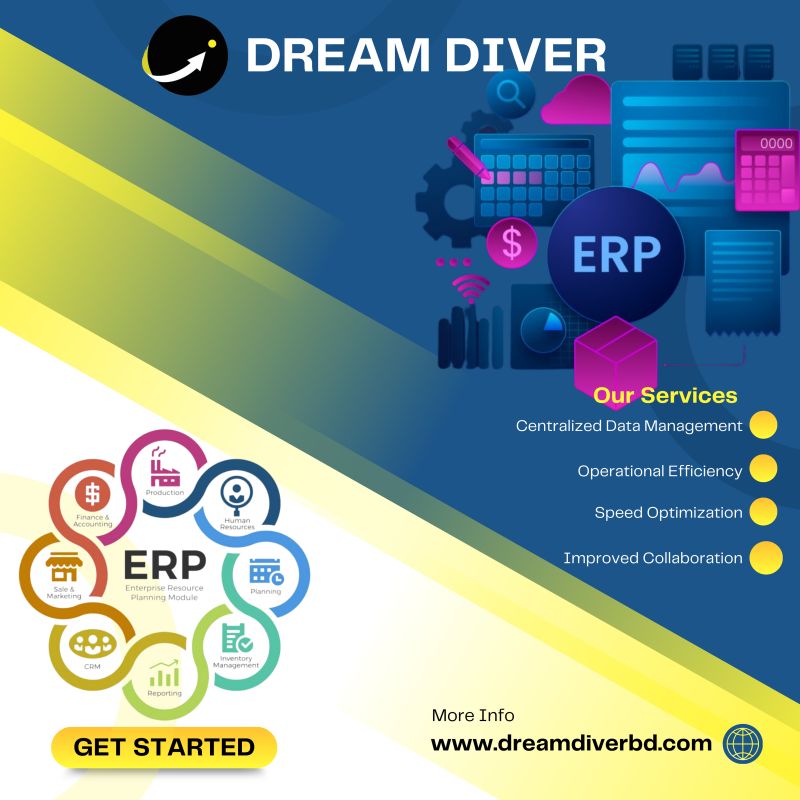 DREAM DIVER
0000
$
ERP
Our Services
Centralized Data Management
Operational Efficiency
Speed Optimization
Improved Collaboration
Production
$
Finance &
Accounting
Human
Resources
ERP
Enterprise Resource
Planning Module
Sale &
Marketing
Planning
CRM
Inventory
Management
Reporting
GET STARTED
More Info
www.dreamdiverbd.com